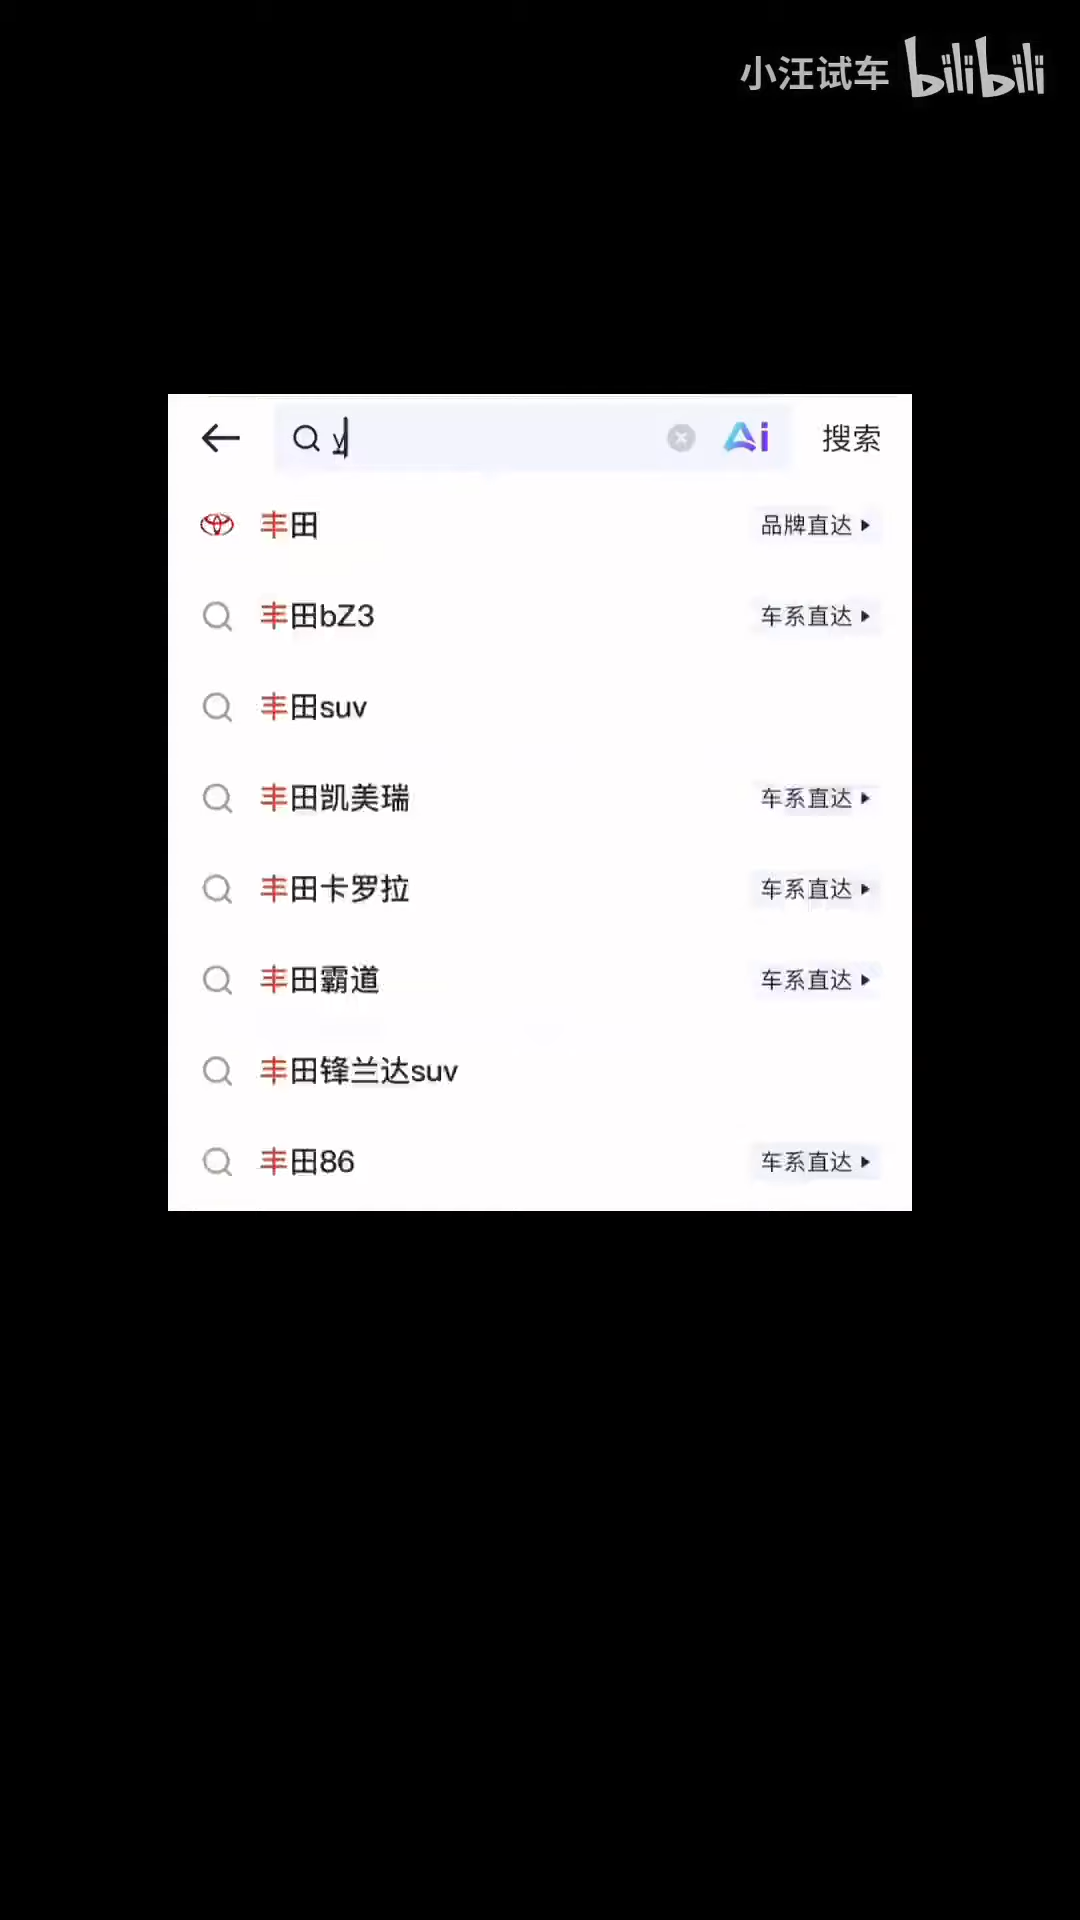 小汪试车 bilibili
y Ai 搜索
丰田 品牌直达
丰田bZ3 车系直达
丰田suv
丰田凯美瑞 车系直达
丰田卡罗拉 车系直达
丰田霸道 车系直达
丰田锋兰达suv
丰田86 车系直达